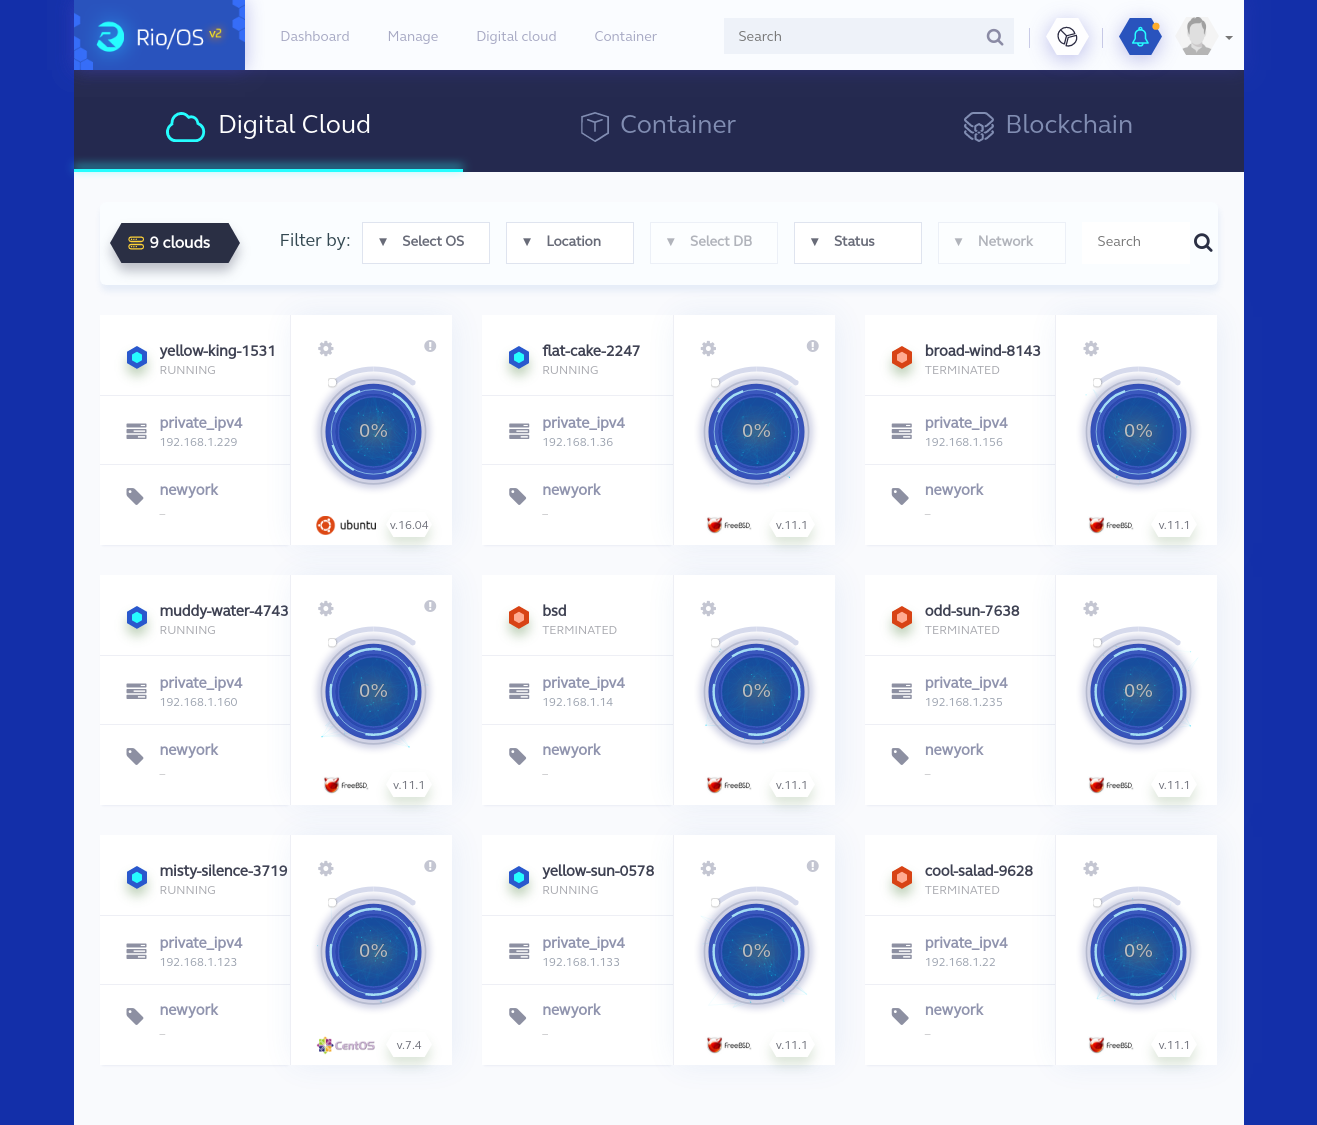 Rio/OS v2
Dashboard Manage Digital cloud Container
Search
Digital Cloud
Container
Blockchain
9 clouds
Filter by:
▼ Select OS
▼ Location
▼ Select DB
▼ Status
▼ Network
Search
yellow-king-1531
RUNNING
private_ipv4
192.168.1.229
newyork
_
0%
ubuntu
v.16.04
flat-cake-2247
RUNNING
private_ipv4
192.168.1.36
newyork
_
0%
FreeBSD
v.11.1
broad-wind-8143
TERMINATED
private_ipv4
192.168.1.156
newyork
_
0%
FreeBSD
v.11.1
muddy-water-4743
RUNNING
private_ipv4
192.168.1.160
newyork
_
0%
FreeBSD
v.11.1
bsd
TERMINATED
private_ipv4
192.168.1.14
newyork
_
0%
FreeBSD
v.11.1
odd-sun-7638
TERMINATED
private_ipv4
192.168.1.235
newyork
_
0%
FreeBSD
v.11.1
misty-silence-3719
RUNNING
private_ipv4
192.168.1.123
newyork
_
0%
CentOS
v.7.4
yellow-sun-0578
RUNNING
private_ipv4
192.168.1.133
newyork
_
0%
FreeBSD
v.11.1
cool-salad-9628
TERMINATED
private_ipv4
192.168.1.22
newyork
_
0%
FreeBSD
v.11.1